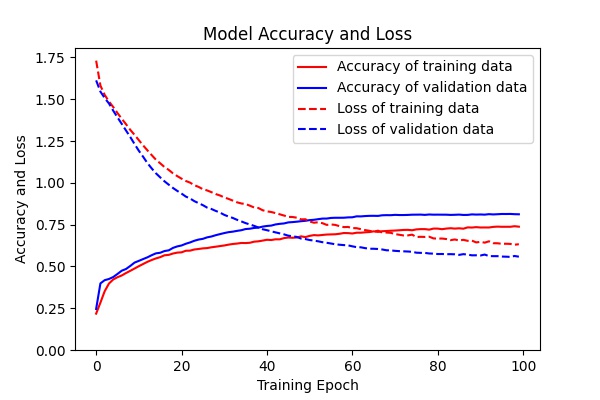 Model Accuracy and Loss
Accuracy and Loss
1.75
1.50
1.25
1.00
0.75
0.50
0.25
0.00
Accuracy of training data
Accuracy of validation data
Loss of training data
Loss of validation data
0 20 40 60 80 100
Training Epoch